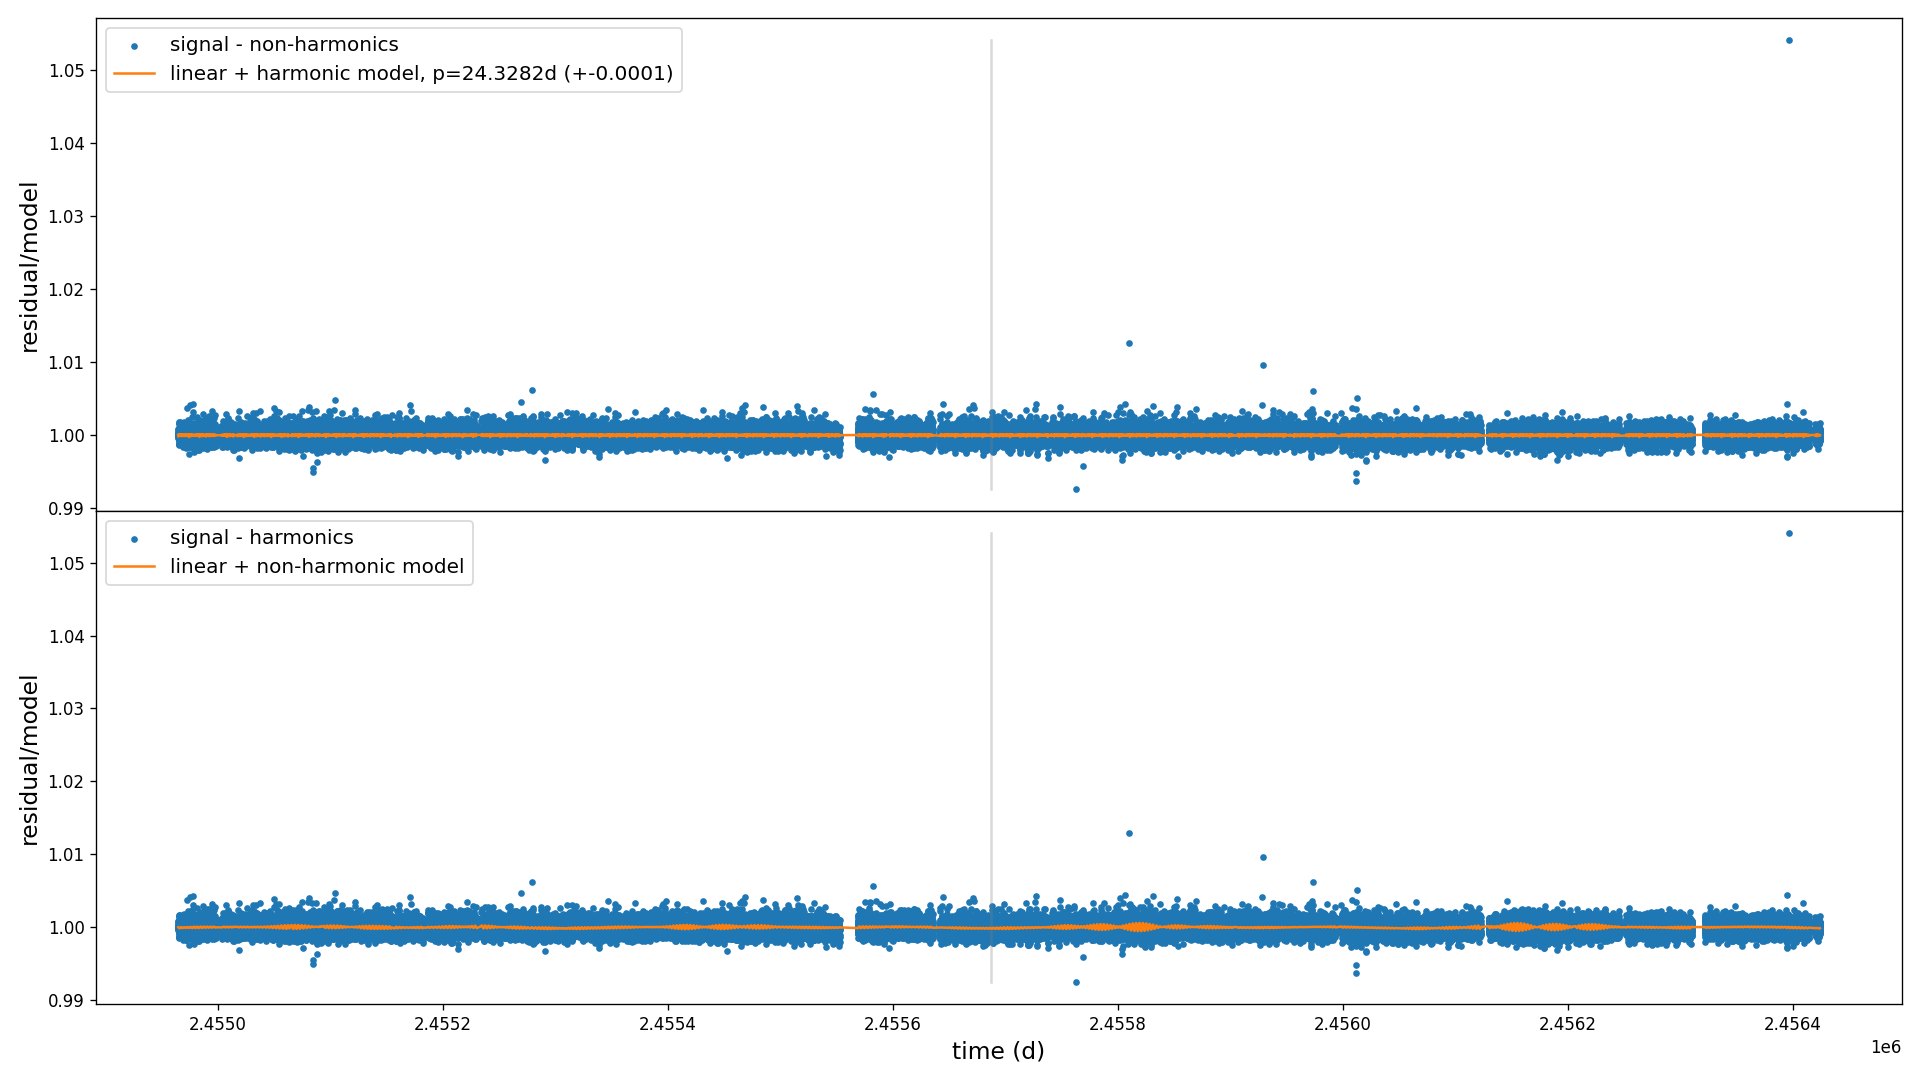 signal - non-harmonics
linear + harmonic model, p=24.3282d (+-0.0001)
residual/model
1.05
1.04
1.03
1.02
1.01
1.00
0.99
signal - harmonics
linear + non-harmonic model
residual/model
1.05
1.04
1.03
1.02
1.01
1.00
0.99
2.4550 2.4552 2.4554 2.4556 2.4558 2.4560 2.4562 2.4564
time (d)
1e6